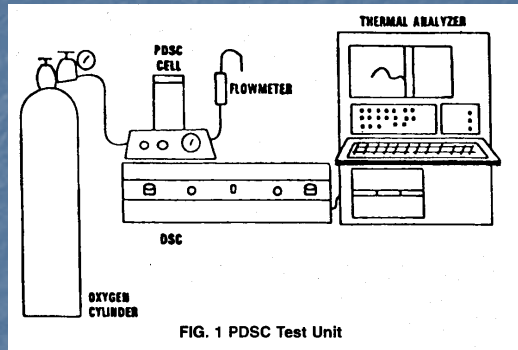 THERMAL ANALYZER
PDSC
CELL
FLOWMETER
DSC
OXYGEN
CYLINDER
FIG. 1 PDSC Test Unit